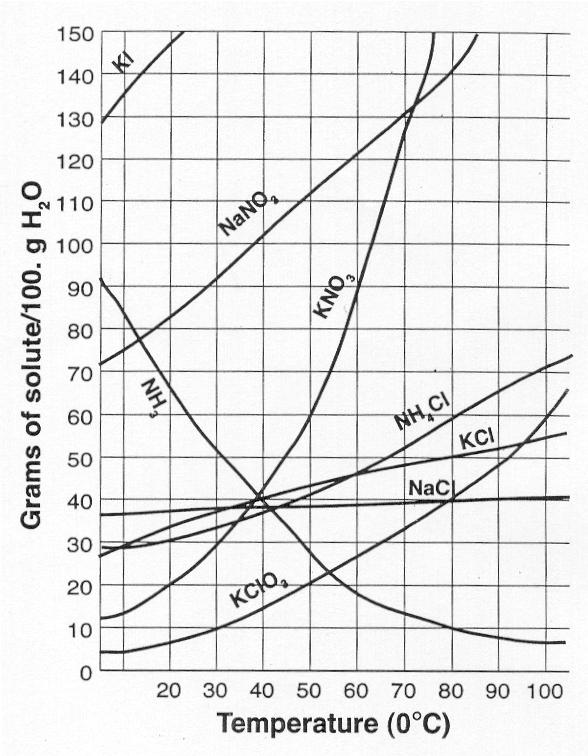 Grams of solute/100. g H₂O
150
140
130
120
110
100
90
80
70
60
50
40
30
20
10
0
KI
NaNO₃
KNO₃
NH₃
NH₄Cl
KCl
NaCl
KClO₃
20 30 40 50 60 70 80 90 100
Temperature (0°C)